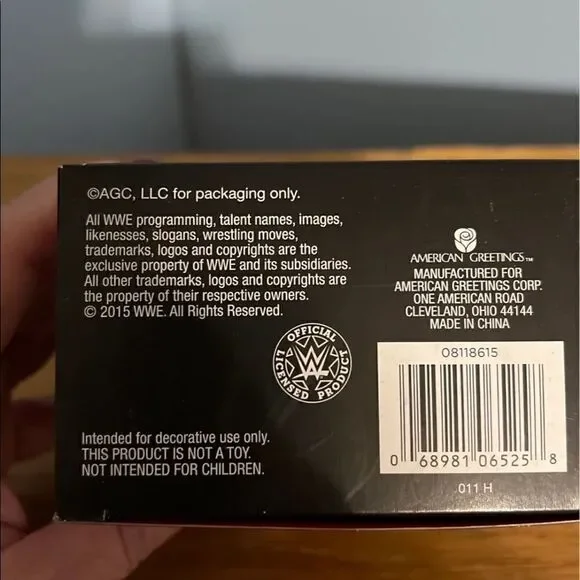 ©AGC, LLC for packaging only.
All WWE programming, talent names, images,
likenesses, slogans, wrestling moves,
trademarks, logos and copyrights are the
exclusive property of WWE and its subsidiaries.
All other trademarks, logos and copyrights are
the property of their respective owners.
© 2015 WWE. All Rights Reserved.
OFFICIAL
W
LICENSED PRODUCT
Intended for decorative use only.
THIS PRODUCT IS NOT A TOY.
NOT INTENDED FOR CHILDREN.
AMERICAN GREETINGS™
MANUFACTURED FOR
AMERICAN GREETINGS CORP.
ONE AMERICAN ROAD
CLEVELAND, OHIO 44144
MADE IN CHINA
08118615
0 68981 06525 8
011 H